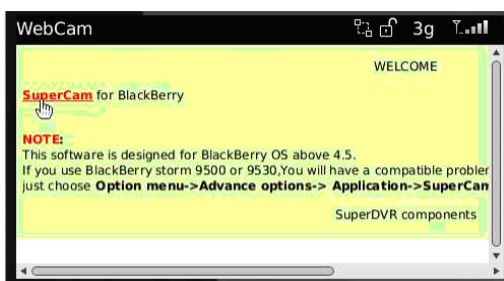 WebCam 3g
WELCOME
SuperCam for BlackBerry
NOTE:
This software is designed for BlackBerry OS above 4.5.
If you use BlackBerry storm 9500 or 9530,You will have a compatible probler
just choose Option menu->Advance options-> Application->SuperCan
SuperDVR components